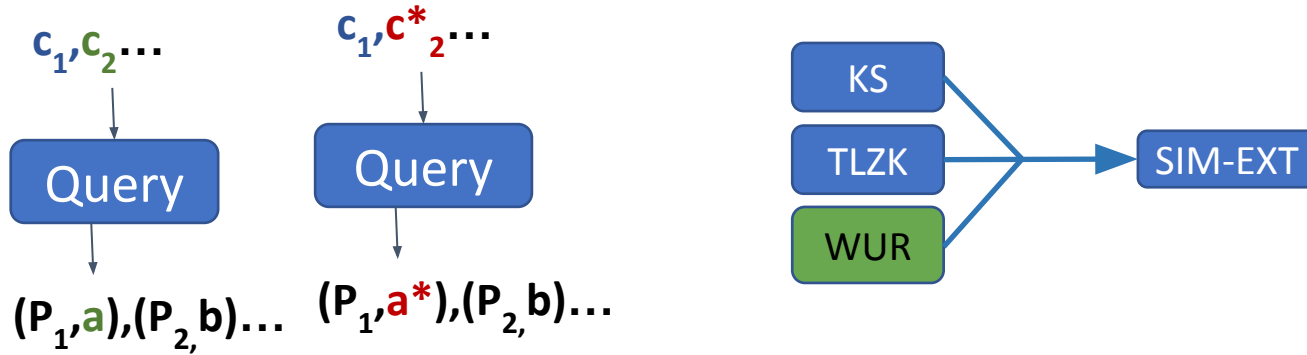 c₁,c₂...
Query
(P₁,a),(P₂,b)...
c₁,c*₂...
Query
(P₁,a*),(P₂,b)...
KS
TLZK
WUR
SIM-EXT